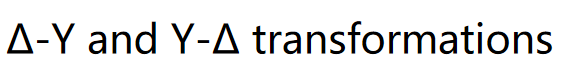 Δ-Y and Y-Δ transformations